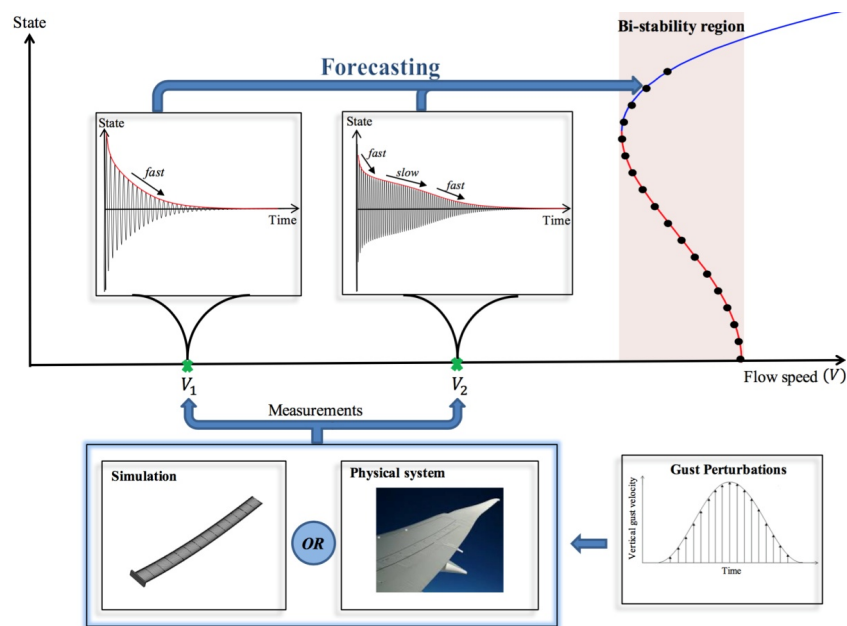 State
Bi-stability region
Forecasting
State
fast
Time
State
fast
slow
fast
Time
V₁
V₂
Flow speed (V)
Measurements
Simulation
OR
Physical system
Gust Perturbations
Vertical gust velocity
Time